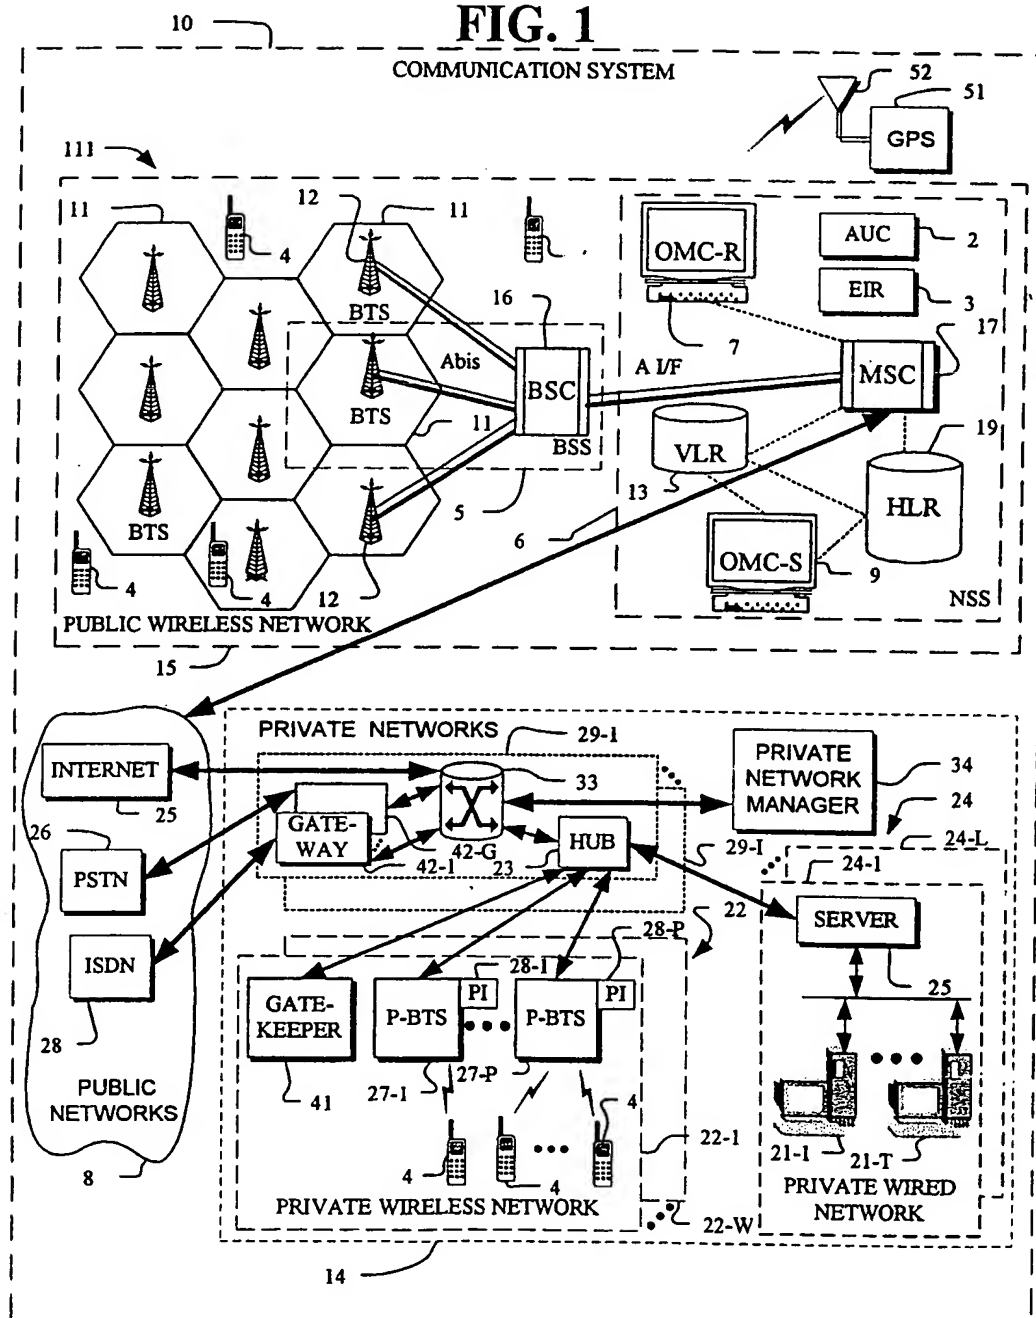 FIG. 1
10
COMMUNICATION SYSTEM
52
51
GPS
111
11
12
11
4
4
BTS
16
Abis
BSC
BTS
11
BSS
5
BTS
4
4
12
PUBLIC WIRELESS NETWORK
15
OMC-R
AUC
2
EIR
3
7
17
A I/F
MSC
VLR
13
19
HLR
6
OMC-S
9
NSS
PRIVATE NETWORKS
29-1
33
INTERNET
25
26
PSTN
ISDN
28
PUBLIC
NETWORKS
8
GATE-
WAY
42-G
42-1
23
HUB
PRIVATE
NETWORK
MANAGER
34
24
29-I
24-L
24-1
SERVER
25
22
28-P
28-1
GATE-
KEEPER
P-BTS
PI
P-BTS
PI
41
27-1
27-P
4
4
4
22-1
PRIVATE WIRELESS NETWORK
22-W
21-1
21-T
PRIVATE WIRED
NETWORK
14